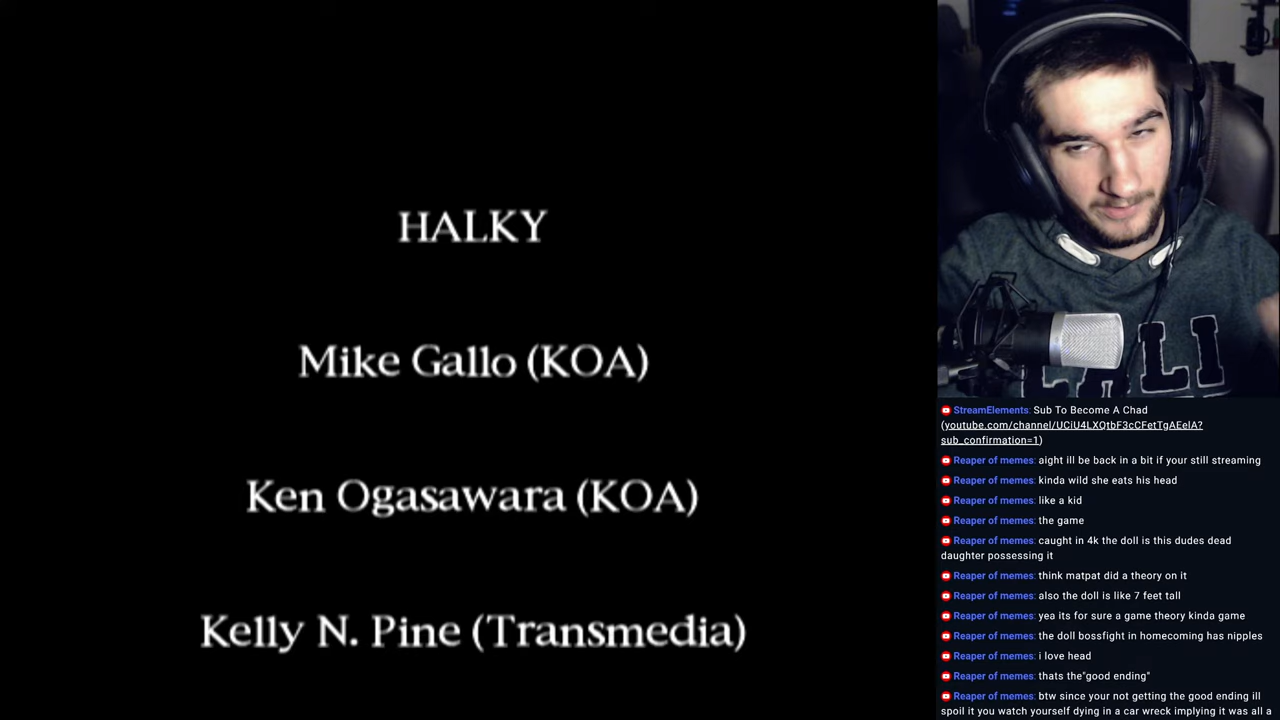 HALKY
Mike Gallo (KOA)
Ken Ogasawara (KOA)
Kelly N. Pine (Transmedia)
StreamElements: Sub To Become A Chad
(youtube.com/channel/UCiU4LXQtbF3cCFetTgAEeIA?
sub_confirmation=1)
Reaper of memes: aight ill be back in a bit if your still streaming
Reaper of memes: kinda wild she eats his head
Reaper of memes: like a kid
Reaper of memes: the game
Reaper of memes: caught in 4k the doll is this dudes dead
daughter possessing it
Reaper of memes: think matpat did a theory on it
Reaper of memes: also the doll is like 7 feet tall
Reaper of memes: yea its for sure a game theory kinda game
Reaper of memes: the doll bossfight in homecoming has nipples
Reaper of memes: i love head
Reaper of memes: thats the"good ending"
Reaper of memes: btw since your not getting the good ending ill
spoil it you watch yourself dying in a car wreck implying it was all a